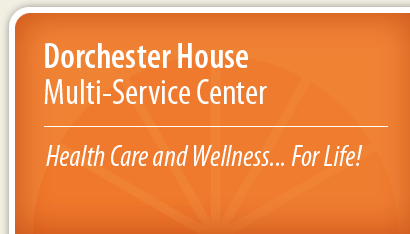 Dorchester House
Multi-Service Center
Health Care and Wellness... For Life!